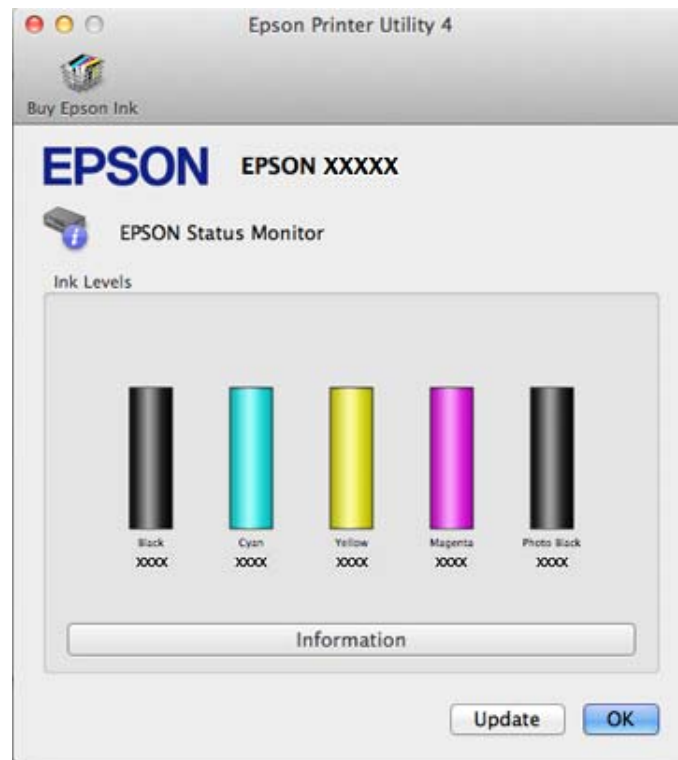 Epson Printer Utility 4
Buy Epson Ink
EPSON EPSON XXXXX
EPSON Status Monitor
Ink Levels
Black Cyan Yellow Magenta Photo Black
XXXX XXXX XXXX XXXX XXXX
Information
Update OK